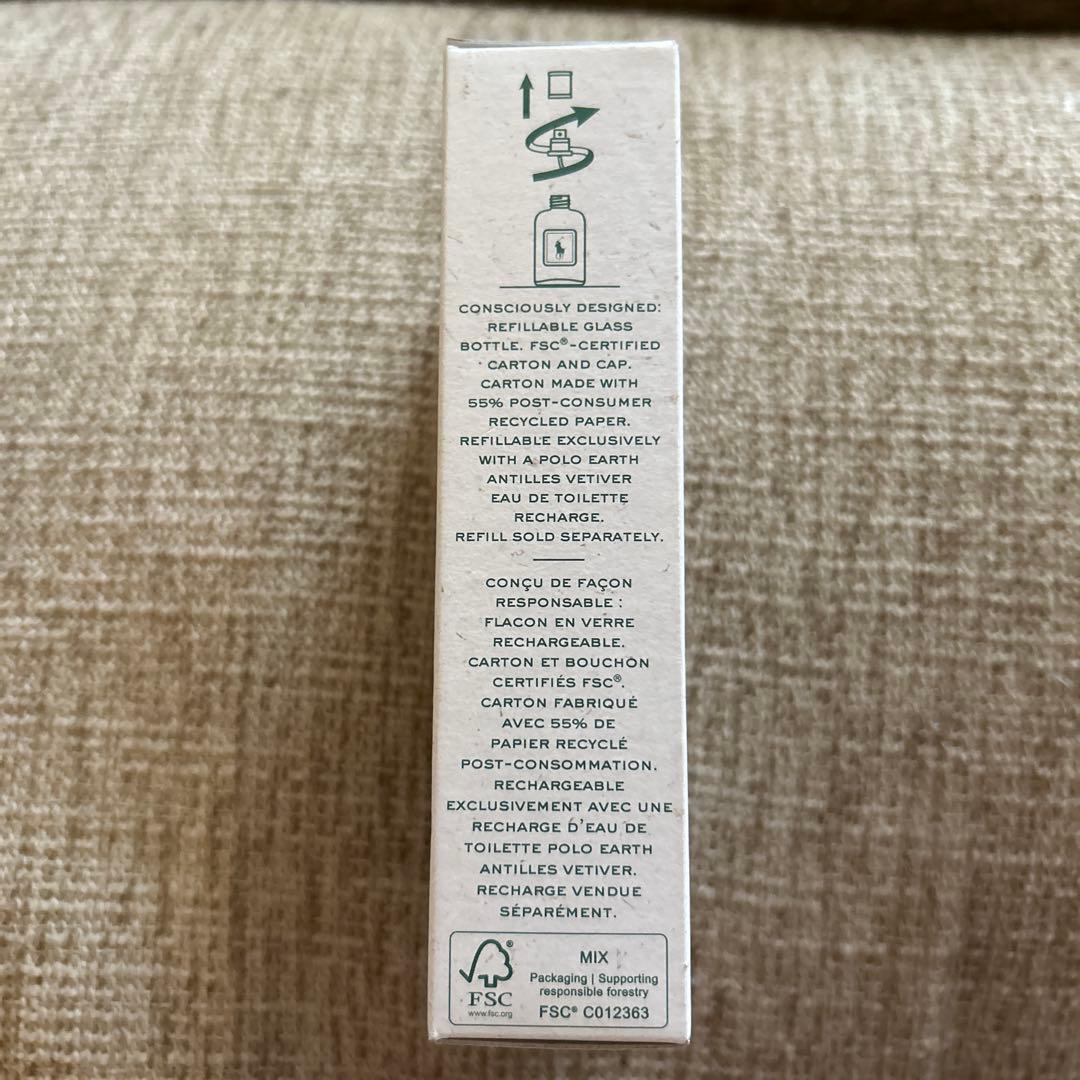 CONSCIOUSLY DESIGNED:
REFILLABLE GLASS
BOTTLE. FSC®-CERTIFIED
CARTON AND CAP.
CARTON MADE WITH
55% POST-CONSUMER
RECYCLED PAPER.
REFILLABLE EXCLUSIVELY
WITH A POLO EARTH
ANTILLES VETIVER
EAU DE TOILETTE
RECHARGE.
REFILL SOLD SEPARATELY.
CONÇU DE FAÇON
RESPONSABLE :
FLACON EN VERRE
RECHARGEABLE.
CARTON ET BOUCHON
CERTIFIÉS FSC®.
CARTON FABRIQUÉ
AVEC 55% DE
PAPIER RECYCLÉ
POST-CONSOMMATION.
RECHARGEABLE
EXCLUSIVEMENT AVEC UNE
RECHARGE D'EAU DE
TOILETTE POLO EARTH
ANTILLES VETIVER.
RECHARGE VENDUE
SÉPARÉMENT.
®
FSC
www.fsc.org
MIX
Packaging | Supporting
responsible forestry
FSC® C012363